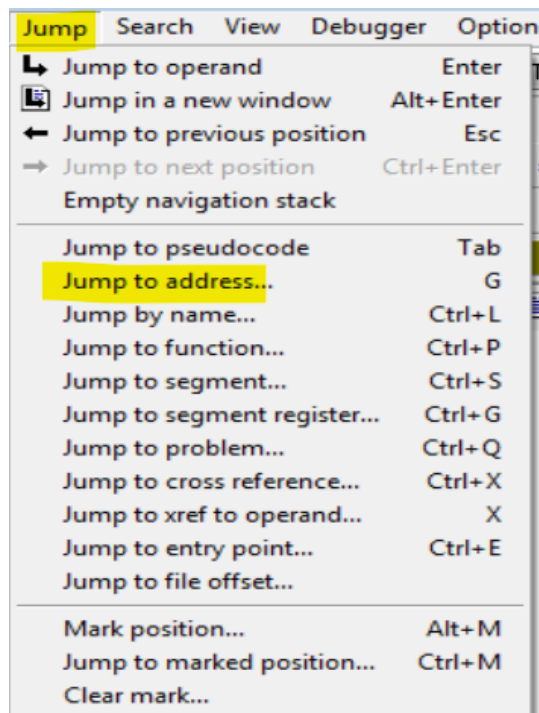 Jump Search View Debugger Option
Jump to operand Enter
Jump in a new window Alt+Enter
Jump to previous position Esc
Jump to next position Ctrl+Enter
Empty navigation stack
Jump to pseudocode Tab
Jump to address... G
Jump by name... Ctrl+L
Jump to function... Ctrl+P
Jump to segment... Ctrl+S
Jump to segment register... Ctrl+G
Jump to problem... Ctrl+Q
Jump to cross reference... Ctrl+X
Jump to xref to operand... X
Jump to entry point... Ctrl+E
Jump to file offset...
Mark position... Alt+M
Jump to marked position... Ctrl+M
Clear mark...